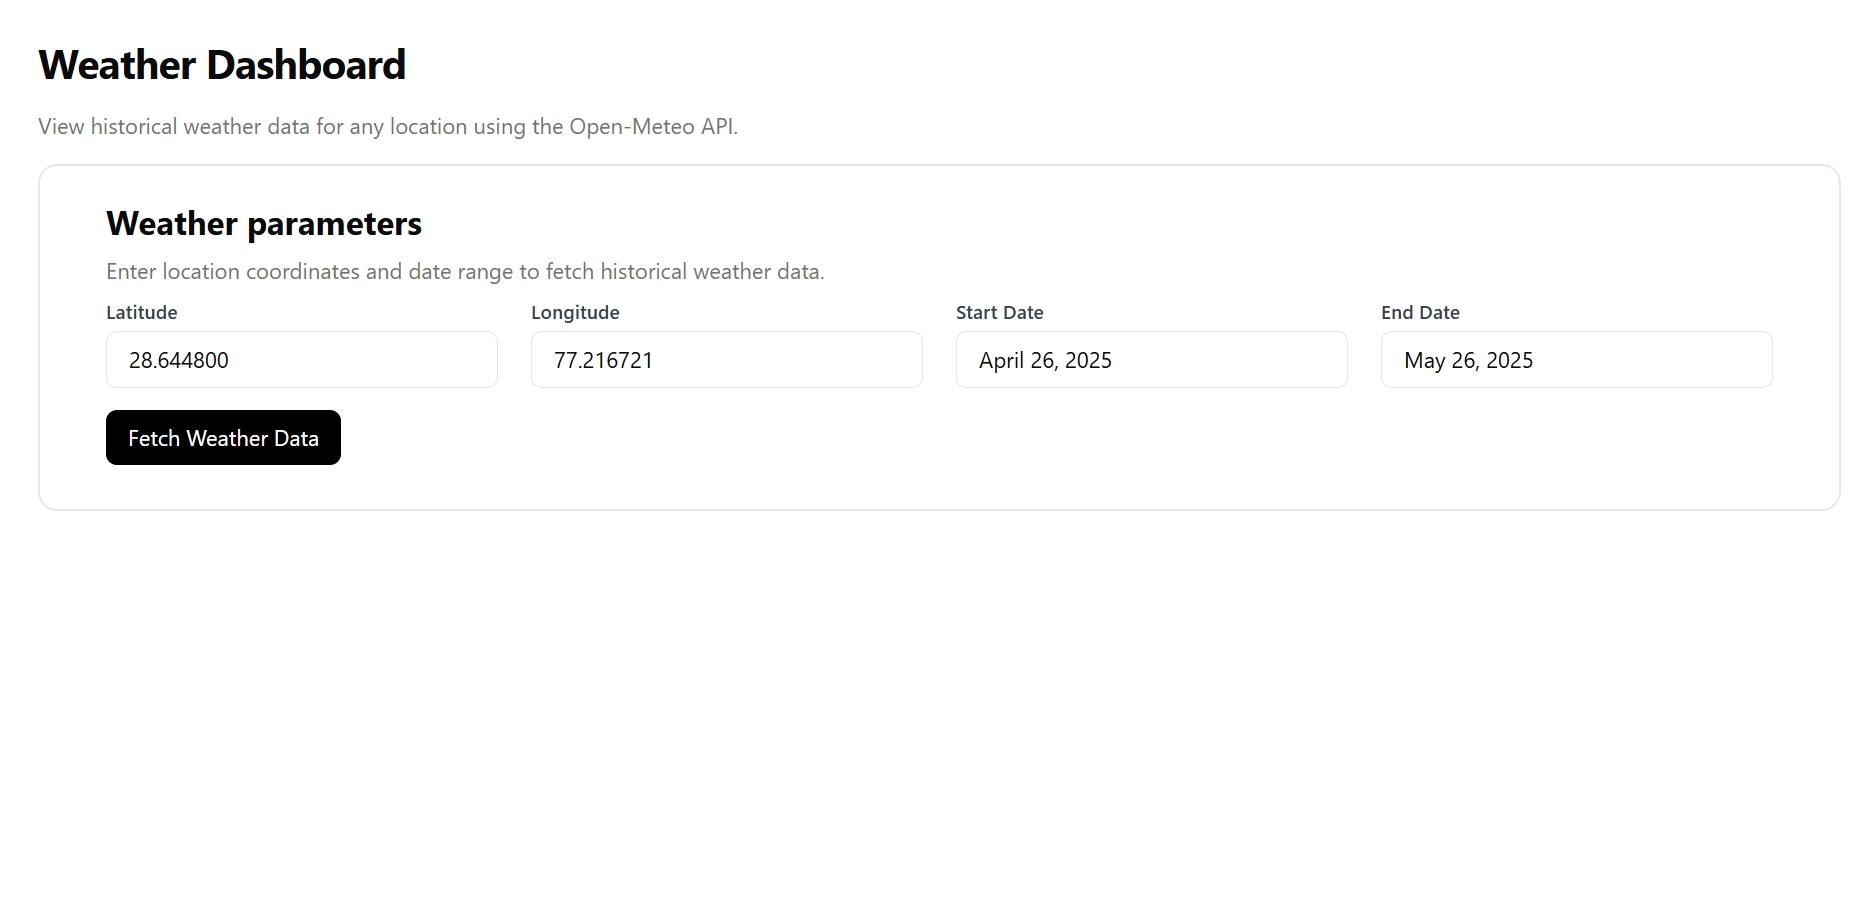 Weather Dashboard
View historical weather data for any location using the Open-Meteo API.
Weather parameters
Enter location coordinates and date range to fetch historical weather data.
Latitude
Longitude
Start Date
End Date
28.644800
77.216721
April 26, 2025
May 26, 2025
Fetch Weather Data